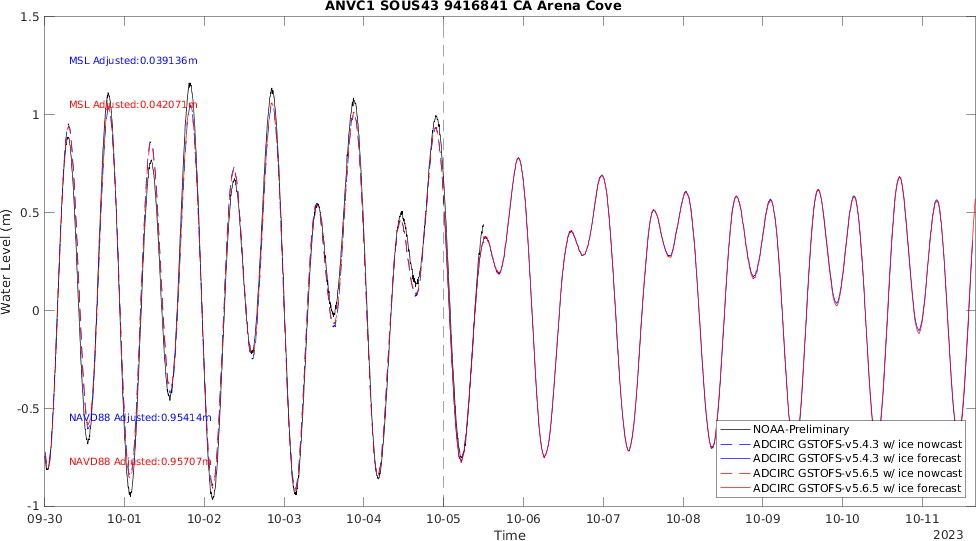 ANVC1 SOUS43 9416841 CA Arena Cove
1.5
1
0.5
0
-0.5
-1
Water Level (m)
MSL Adjusted:0.039136m
MSL Adjusted:0.042071m
NAVD88 Adjusted:0.95414m
NAVD88 Adjusted:0.95707m
NOAA-Preliminary
ADCIRC GSTOFS-v5.4.3 w/ ice nowcast
ADCIRC GSTOFS-v5.4.3 w/ ice forecast
ADCIRC GSTOFS-v5.6.5 w/ ice nowcast
ADCIRC GSTOFS-v5.6.5 w/ ice forecast
09-30 10-01 10-02 10-03 10-04 10-05 10-06 10-07 10-08 10-09 10-10 10-11
Time
2023